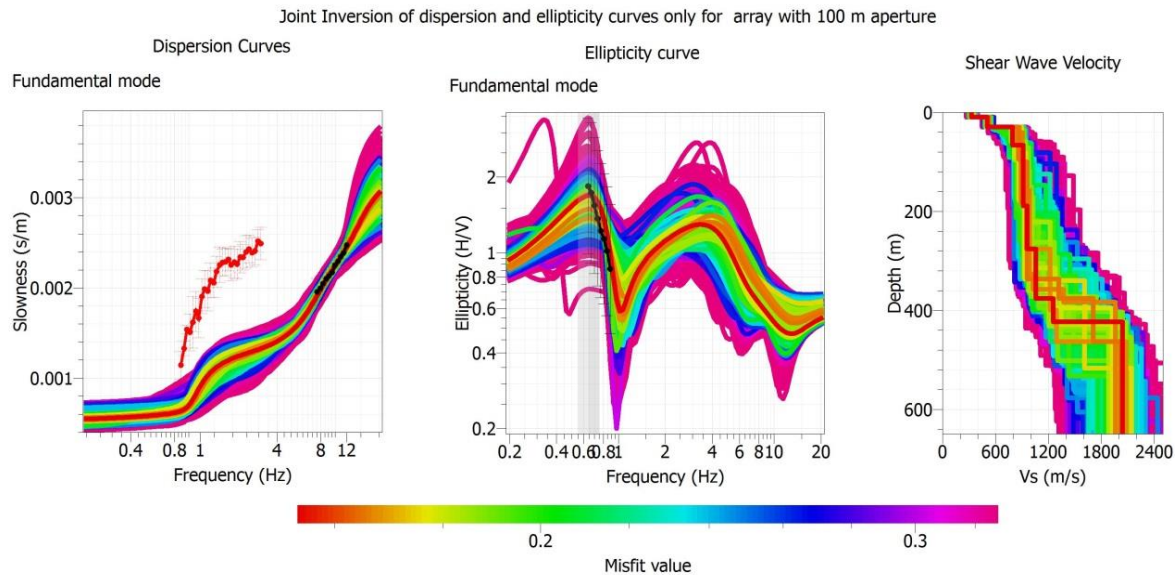 Joint Inversion of dispersion and ellipticity curves only for array with 100 m aperture
Dispersion Curves
Fundamental mode
Slowness (s/m)
0.003
0.002
0.001
0.2 0.4 0.8 1 4 8 12
Frequency (Hz)
Ellipticity curve
Fundamental mode
Ellipticity (H/V)
2
1
0.8
0.6
0.4
0.2
0.2 0.4 0.6 0.8 1 2 4 6 8 10 20
Frequency (Hz)
Shear Wave Velocity
Depth (m)
0
200
400
600
0 600 1200 1800 2400
Vs (m/s)
0.2 0.3
Misfit value